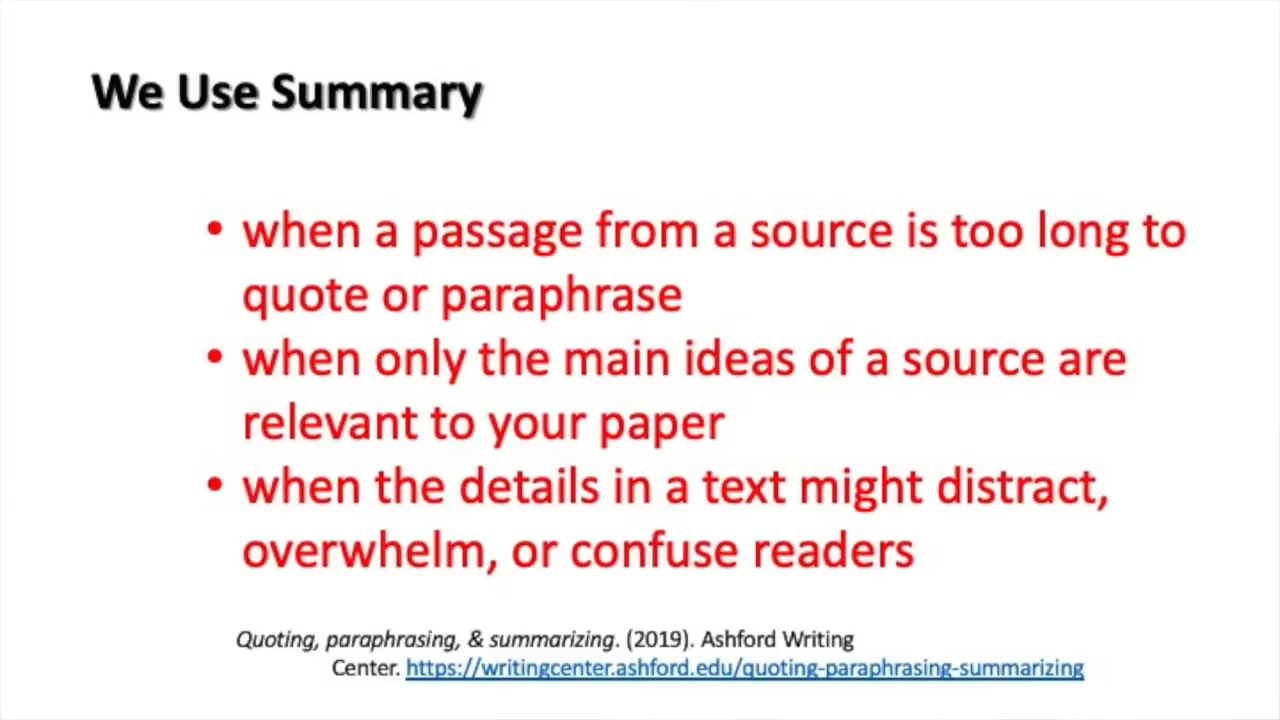 We Use Summary
• when a passage from a source is too long to
quote or paraphrase
• when only the main ideas of a source are
relevant to your paper
• when the details in a text might distract,
overwhelm, or confuse readers
Quoting, paraphrasing, & summarizing. (2019). Ashford Writing
Center. https://writingcenter.ashford.edu/quoting-paraphrasing-summarizing